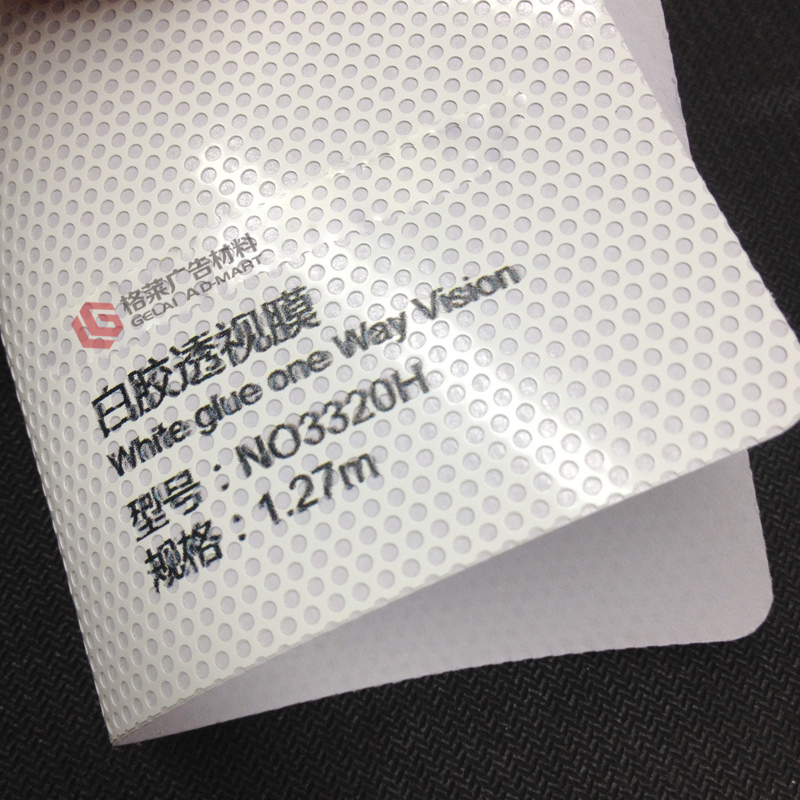 格莱广告材料
GELAI AD-MART
白胶透视膜
White glue one Way Vision
型号：NO3320H
规格：1.27m